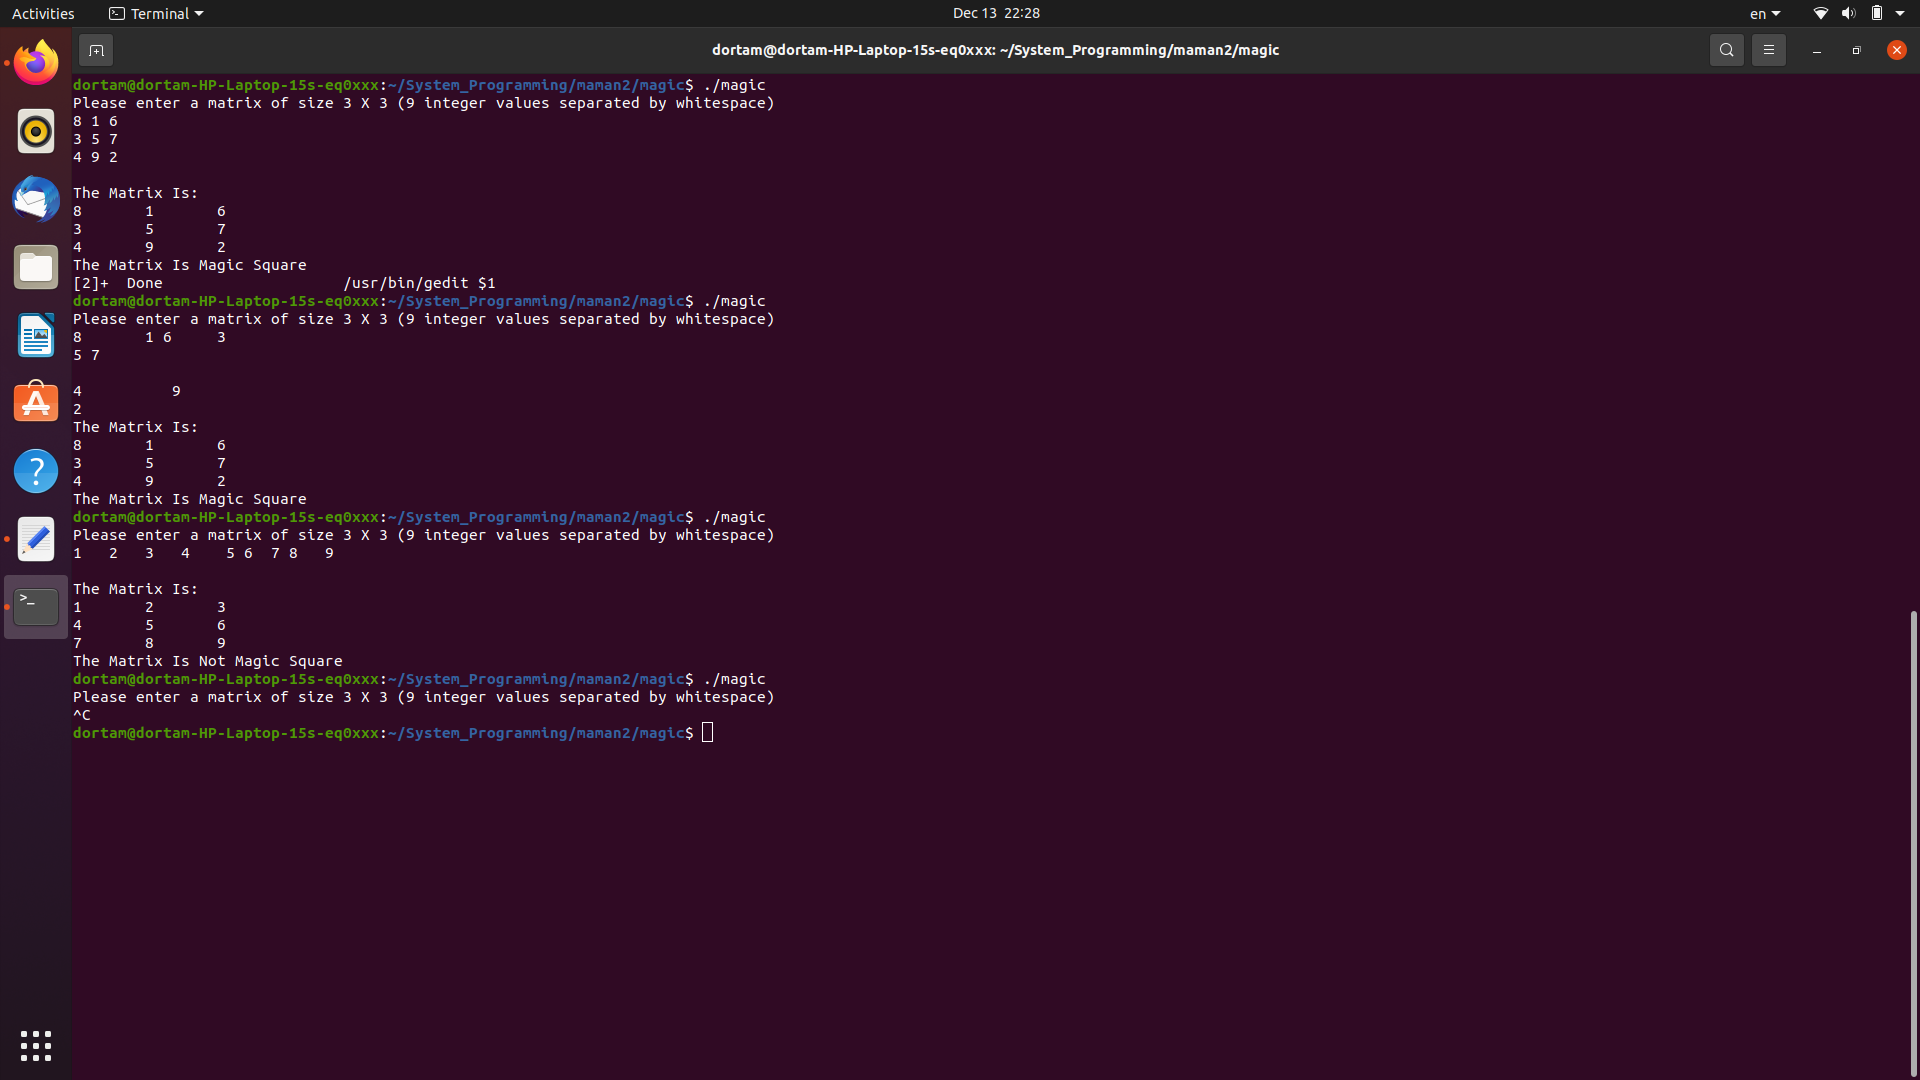 Activities Terminal Dec 13 22:28 en
dortam@dortam-HP-Laptop-15s-eq0xxx: ~/System_Programming/maman2/magic
dortam@dortam-HP-Laptop-15s-eq0xxx:~/System_Programming/maman2/magic$ ./magic
Please enter a matrix of size 3 X 3 (9 integer values separated by whitespace)
8 1 6
3 5 7
4 9 2
The Matrix Is:
8       1       6
3       5       7
4       9       2
The Matrix Is Magic Square
[2]+  Done                    /usr/bin/gedit $1
dortam@dortam-HP-Laptop-15s-eq0xxx:~/System_Programming/maman2/magic$ ./magic
Please enter a matrix of size 3 X 3 (9 integer values separated by whitespace)
8       1 6     3
5 7
4          9
2
The Matrix Is:
8       1       6
3       5       7
4       9       2
The Matrix Is Magic Square
dortam@dortam-HP-Laptop-15s-eq0xxx:~/System_Programming/maman2/magic$ ./magic
Please enter a matrix of size 3 X 3 (9 integer values separated by whitespace)
1   2   3   4    5 6  7 8   9
The Matrix Is:
1       2       3
4       5       6
7       8       9
The Matrix Is Not Magic Square
dortam@dortam-HP-Laptop-15s-eq0xxx:~/System_Programming/maman2/magic$ ./magic
Please enter a matrix of size 3 X 3 (9 integer values separated by whitespace)
^C
dortam@dortam-HP-Laptop-15s-eq0xxx:~/System_Programming/maman2/magic$